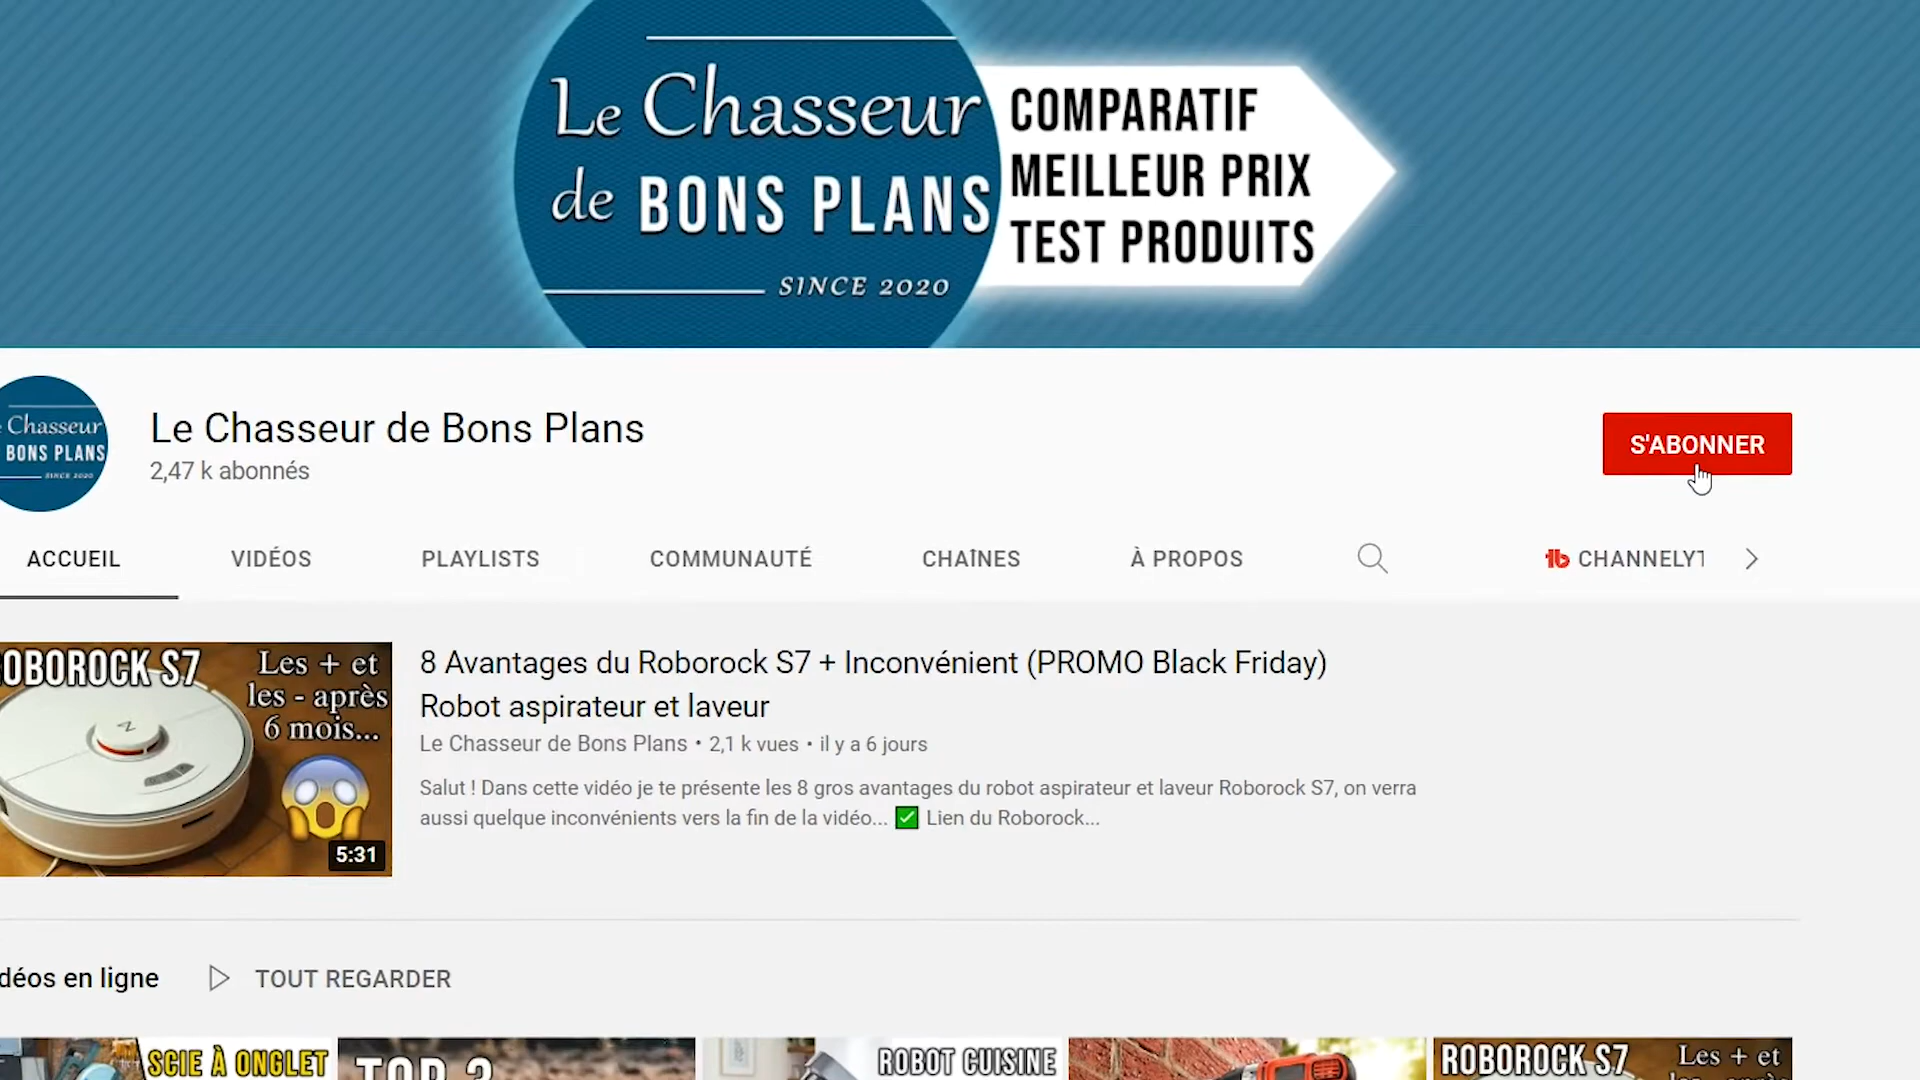 Le Chasseur
de BONS PLANS
SINCE 2020
COMPARATIF
MEILLEUR PRIX
TEST PRODUITS
Chasseur
BONS PLANS
SINCE 2020
Le Chasseur de Bons Plans
2,47 k abonnés
S'ABONNER
ACCUEIL
VIDÉOS
PLAYLISTS
COMMUNAUTÉ
CHAÎNES
À PROPOS
CHANNELYT
OBOROCK S7
Les + et
les - après
6 mois...
5:31
8 Avantages du Roborock S7 + Inconvénient (PROMO Black Friday)
Robot aspirateur et laveur
Le Chasseur de Bons Plans • 2,1 k vues • il y a 6 jours
Salut ! Dans cette vidéo je te présente les 8 gros avantages du robot aspirateur et laveur Roborock S7, on verra
aussi quelque inconvénients vers la fin de la vidéo... ✅ Lien du Roborock...
déos en ligne
TOUT REGARDER
SCIE À ONGLET
TOP 3
ROBOT CUISINE
ROBOROCK S7
Les + et